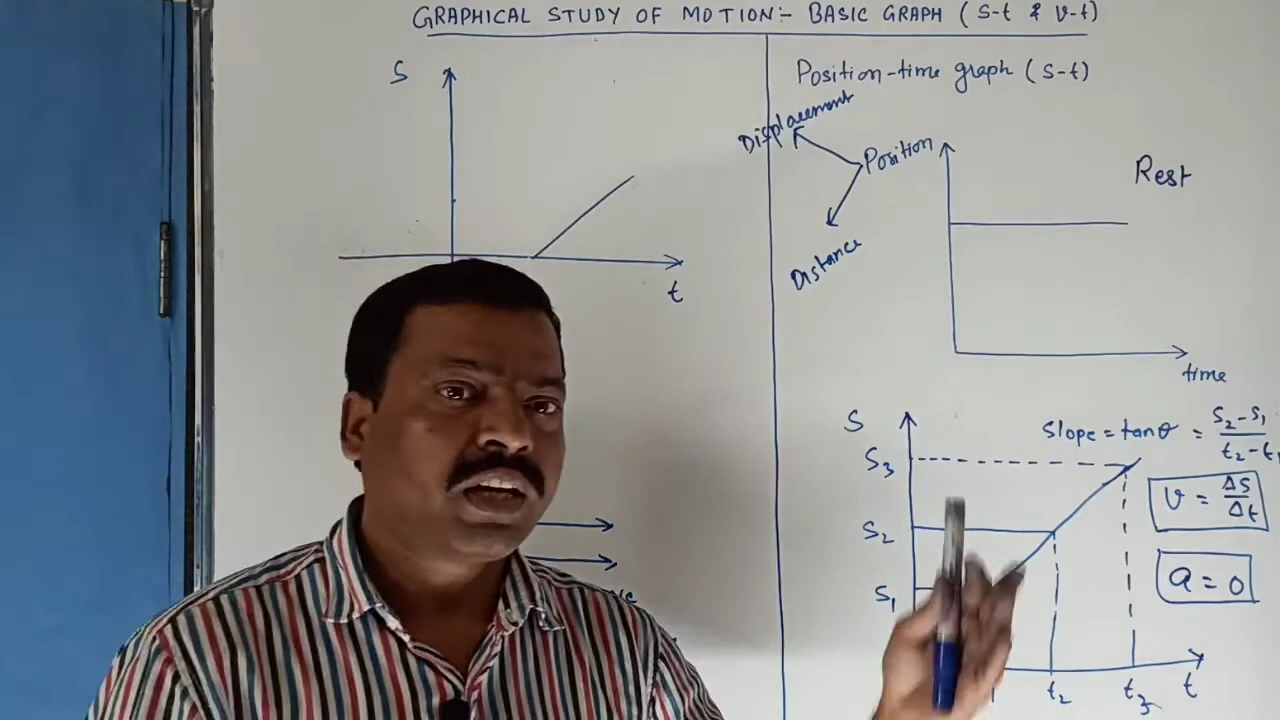 GRAPHICAL STUDY OF MOTION:- BASIC GRAPH (S-t & v-t)
S
t
Position-time graph (s-t)
Displacement
Position
Distance
Rest
time
S
Slope = tanθ = S₂-S₁ / t₂-t₁
S₃
v = Δs / Δt
S₂
a = 0
S₁
t₂
t₃
t